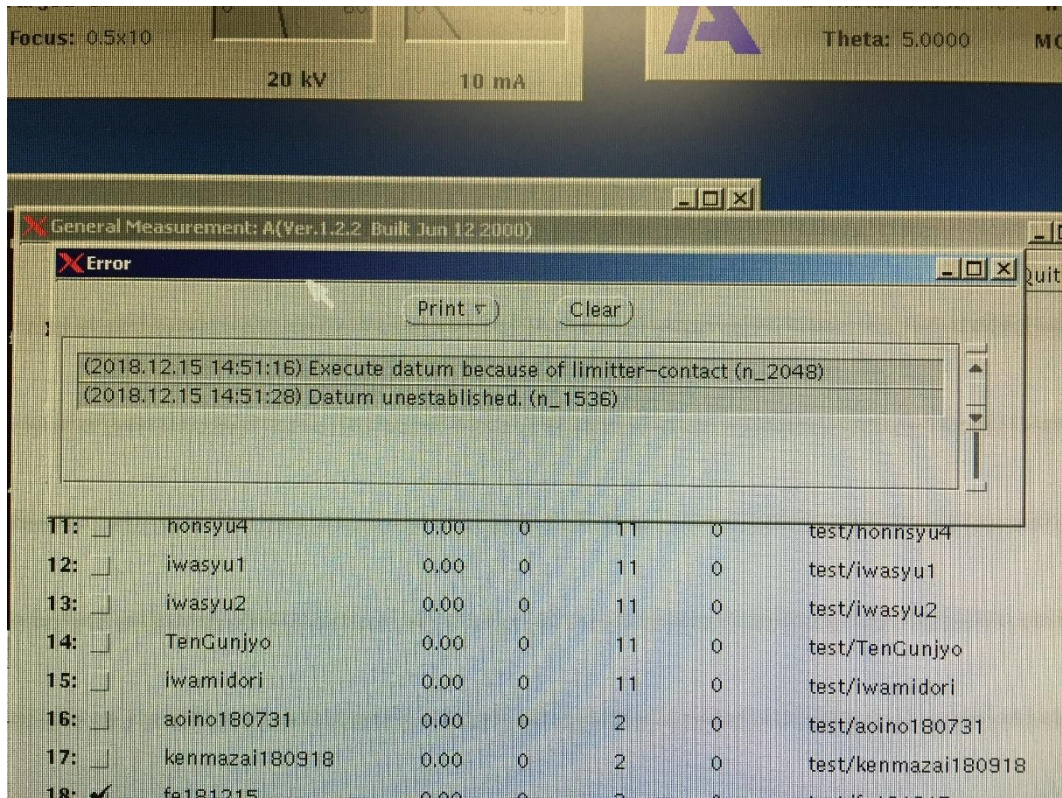 Focus: 0.5x10
20 kV
10 mA
Theta: 5.0000
General Measurement: A(Ver.1.2.2 Built Jun 12 2000)
Error
Quit
Print
Clear
(2018.12.15 14:51:16) Execute datum because of limitter-contact (n_2048)
(2018.12.15 14:51:28) Datum unestablished. (n_1536)
11: honsyu4 0.00 0 11 0 test/honnsyu4
12: iwasyu1 0.00 0 11 0 test/iwasyu1
13: iwasyu2 0.00 0 11 0 test/iwasyu2
14: TenGunjyo 0.00 0 11 0 test/TenGunjyo
15: iwamidori 0.00 0 11 0 test/iwamidori
16: aoino180731 0.00 0 2 0 test/aoino180731
17: kenmazai180918 0.00 0 2 0 test/kenmazai180918
18: fe181215